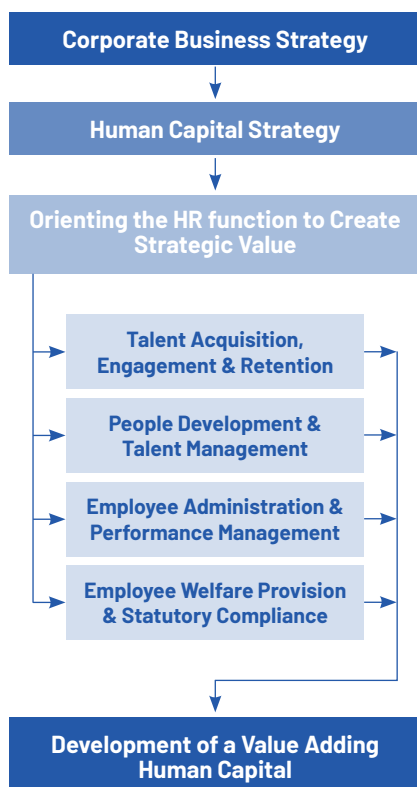 Corporate Business Strategy
Human Capital Strategy
Orienting the HR function to Create
Strategic Value
Talent Acquisition,
Engagement & Retention
People Development &
Talent Management
Employee Administration &
Performance Management
Employee Welfare Provision
& Statutory Compliance
Development of a Value Adding
Human Capital